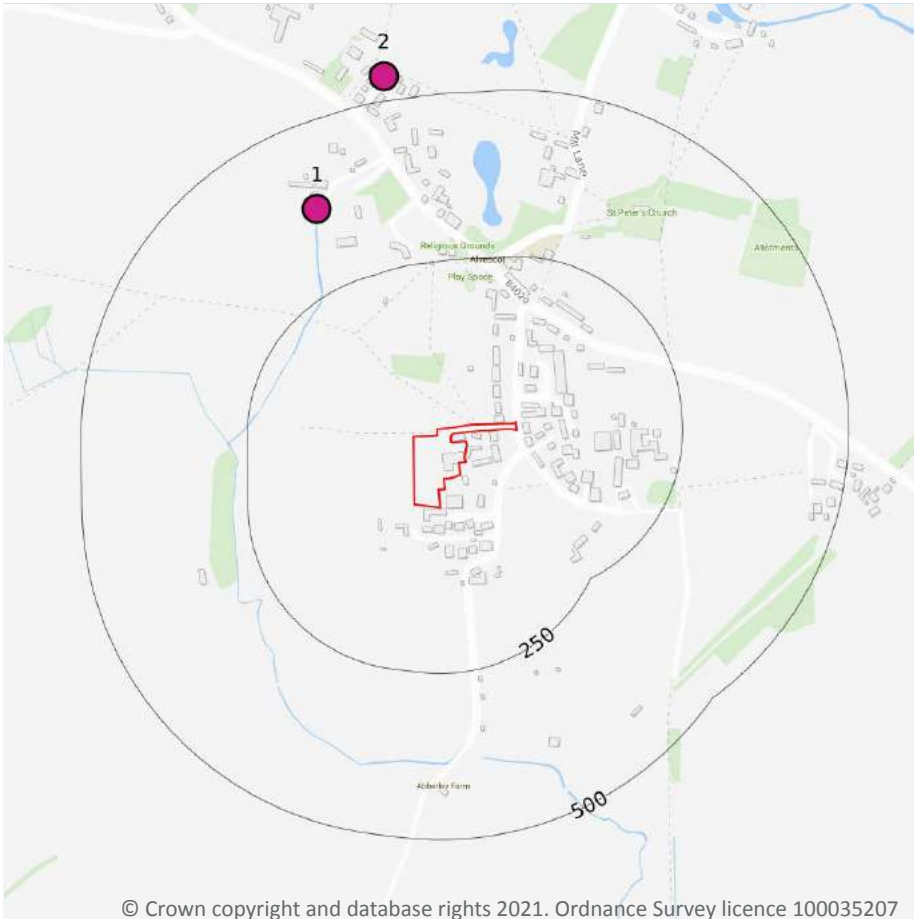 2
1
Mill Lane
St Peter's Church
Religious Grounds
Allotments
Alvescot
Play Space
B4020
250
Abberley Farm
500
© Crown copyright and database rights 2021. Ordnance Survey licence 100035207